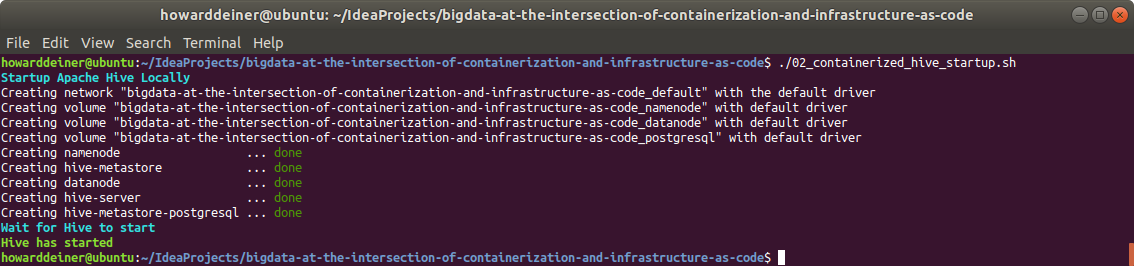 howarddeiner@ubuntu: ~/IdeaProjects/bigdata-at-the-intersection-of-containerization-and-infrastructure-as-code
File Edit View Search Terminal Help
howarddeiner@ubuntu:~/IdeaProjects/bigdata-at-the-intersection-of-containerization-and-infrastructure-as-code$ ./02_containerized_hive_startup.sh
Startup Apache Hive Locally
Creating network "bigdata-at-the-intersection-of-containerization-and-infrastructure-as-code_default" with the default driver
Creating volume "bigdata-at-the-intersection-of-containerization-and-infrastructure-as-code_namenode" with default driver
Creating volume "bigdata-at-the-intersection-of-containerization-and-infrastructure-as-code_datanode" with default driver
Creating volume "bigdata-at-the-intersection-of-containerization-and-infrastructure-as-code_postgresql" with default driver
Creating namenode ... done
Creating hive-metastore ... done
Creating datanode ... done
Creating hive-server ... done
Creating hive-metastore-postgresql ... done
Wait for Hive to start
Hive has started
howarddeiner@ubuntu:~/IdeaProjects/bigdata-at-the-intersection-of-containerization-and-infrastructure-as-code$